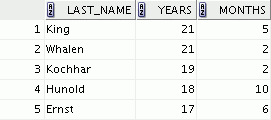 LAST_NAME YEARS MONTHS
1 King 21 5
2 Whalen 21 2
3 Kochhar 19 2
4 Hunold 18 10
5 Ernst 17 6